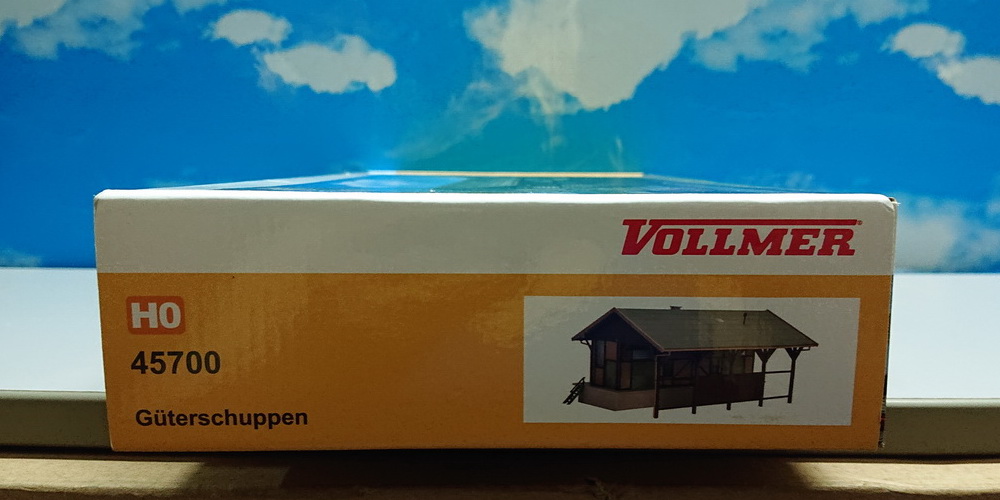 VOLLMER
H0
45700
Güterschuppen